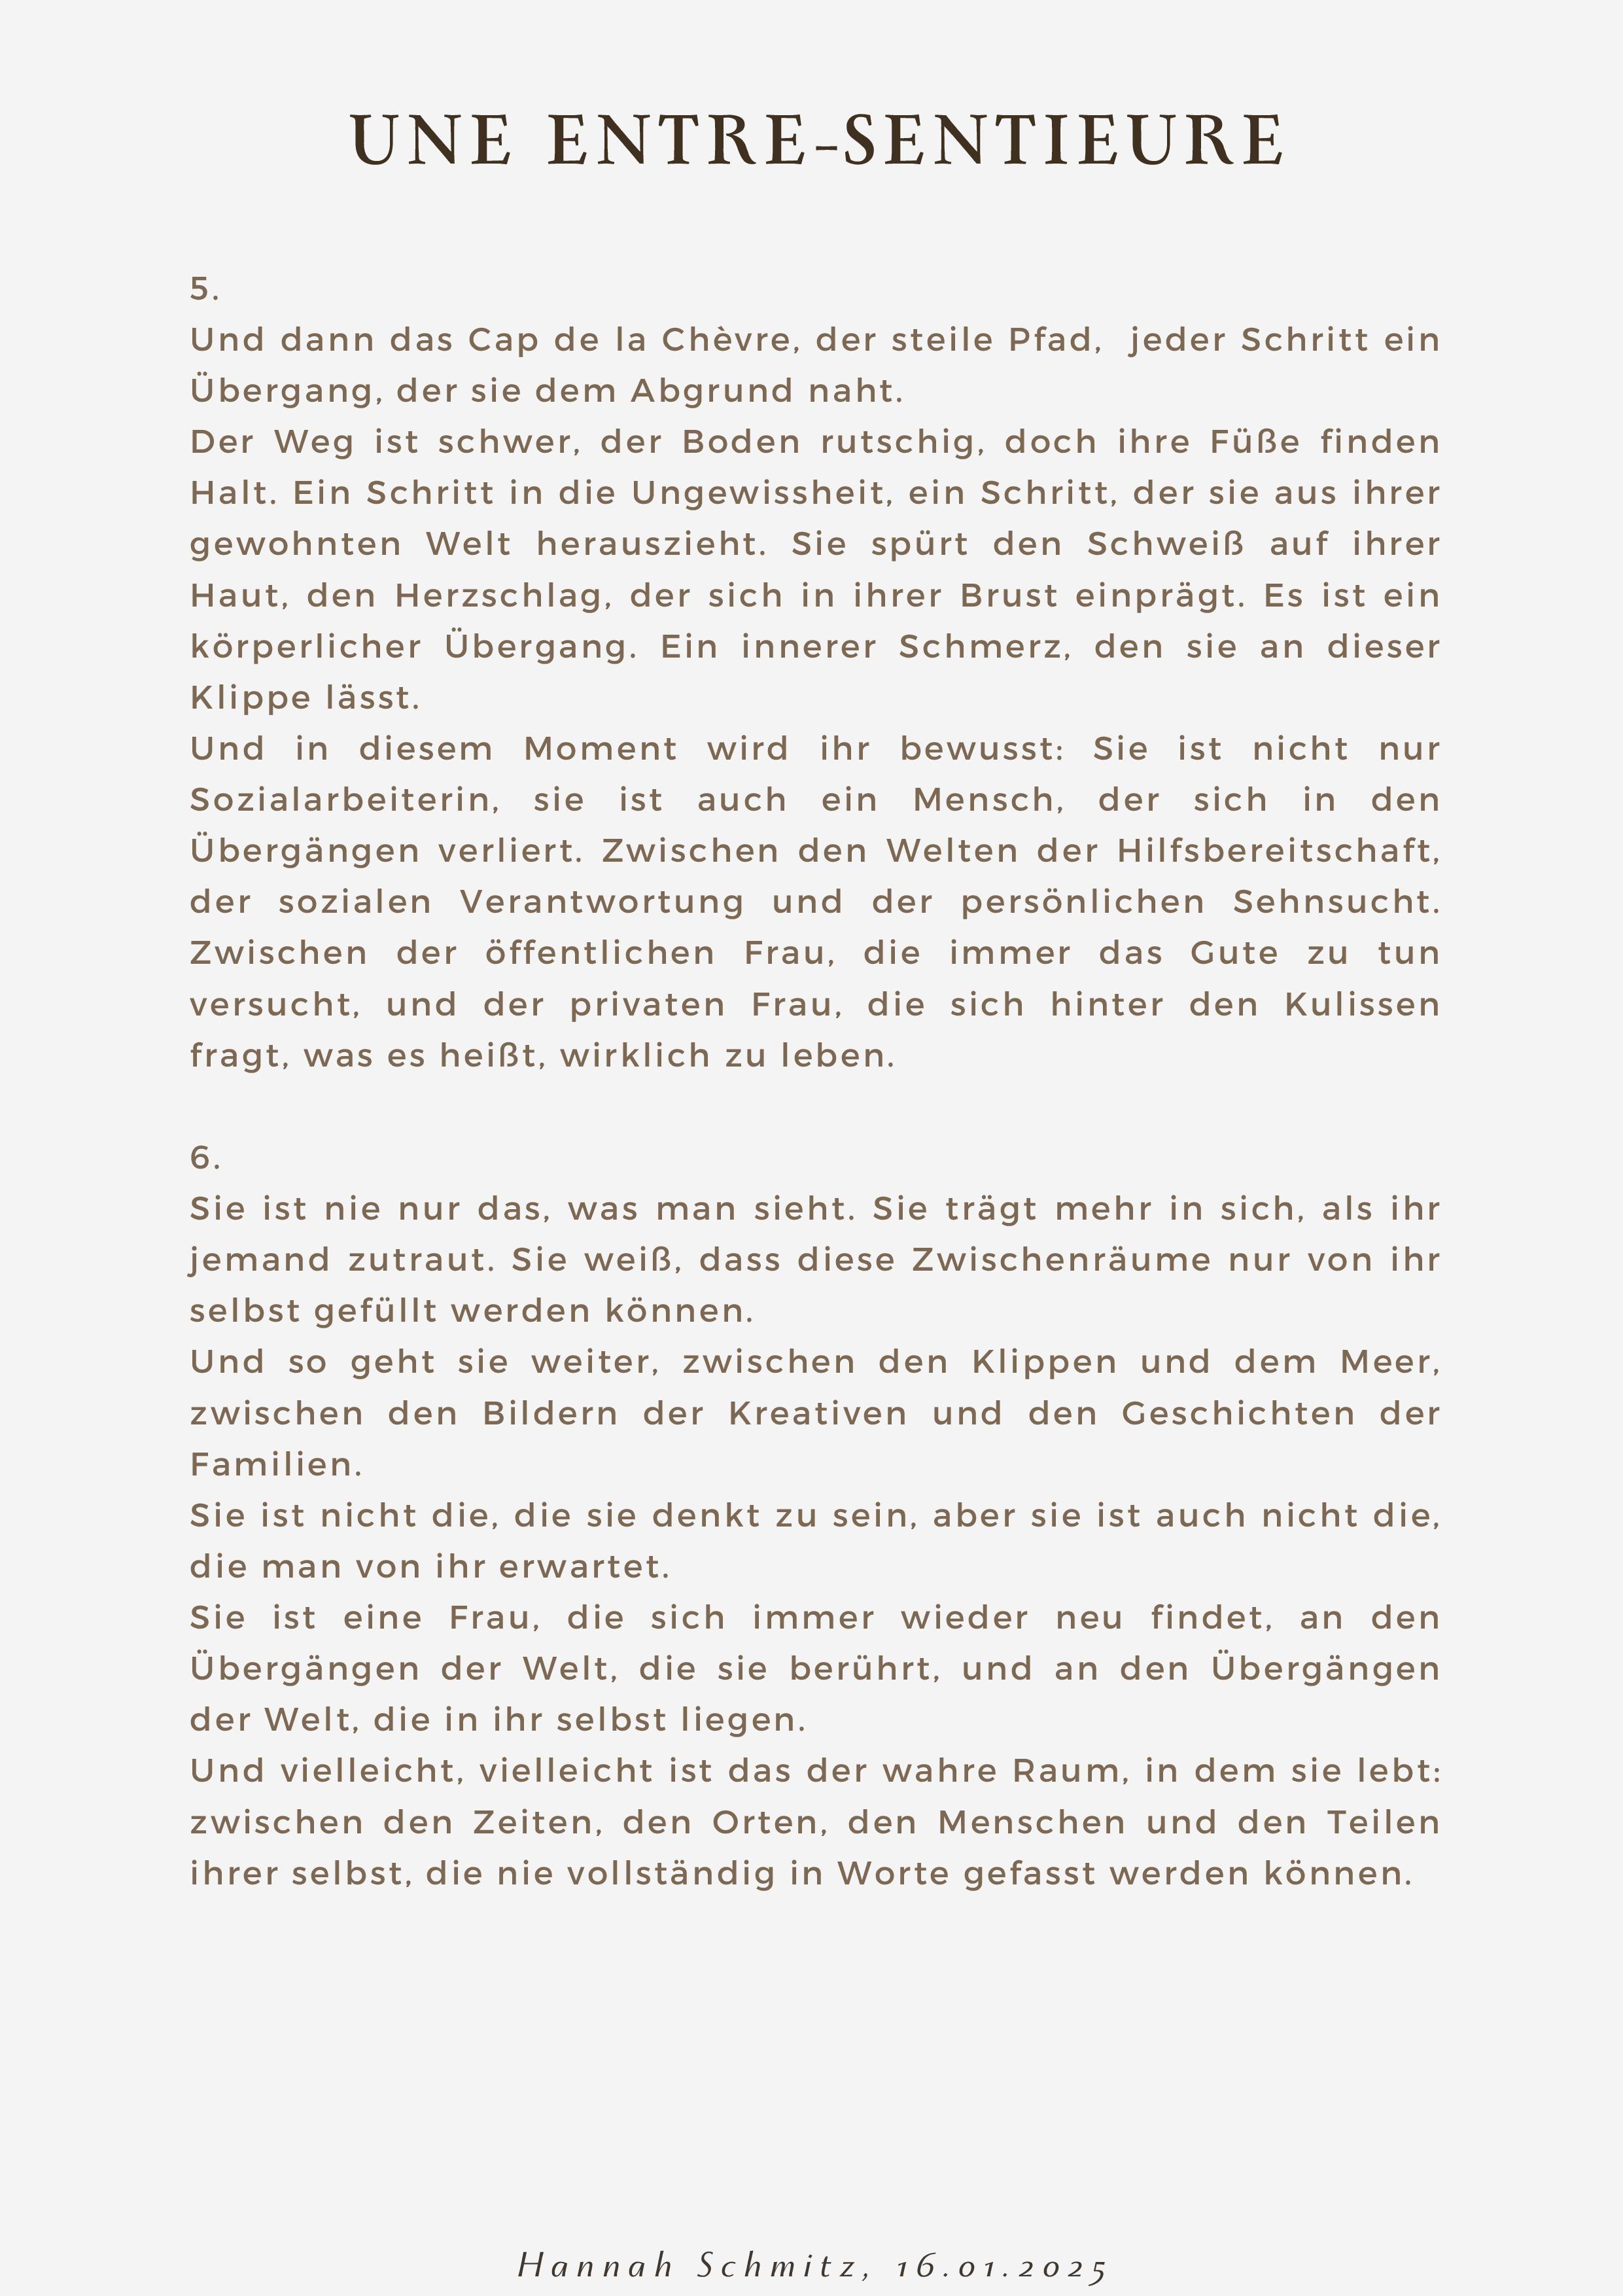 UNE ENTRE-SENTIEURE
5.
Und dann das Cap de la Chèvre, der steile Pfad, jeder Schritt ein
Übergang, der sie dem Abgrund naht.
Der Weg ist schwer, der Boden rutschig, doch ihre Füße finden
Halt. Ein Schritt in die Ungewissheit, ein Schritt, der sie aus ihrer
gewohnten Welt herauszieht. Sie spürt den Schweiß auf ihrer
Haut, den Herzschlag, der sich in ihrer Brust einprägt. Es ist ein
körperlicher Übergang. Ein innerer Schmerz, den sie an dieser
Klippe lässt.
Und in diesem Moment wird ihr bewusst: Sie ist nicht nur
Sozialarbeiterin, sie ist auch ein Mensch, der sich in den
Übergängen verliert. Zwischen den Welten der Hilfsbereitschaft,
der sozialen Verantwortung und der persönlichen Sehnsucht.
Zwischen der öffentlichen Frau, die immer das Gute zu tun
versucht, und der privaten Frau, die sich hinter den Kulissen
fragt, was es heißt, wirklich zu leben.
6.
Sie ist nie nur das, was man sieht. Sie trägt mehr in sich, als ihr
jemand zutraut. Sie weiß, dass diese Zwischenräume nur von ihr
selbst gefüllt werden können.
Und so geht sie weiter, zwischen den Klippen und dem Meer,
zwischen den Bildern der Kreativen und den Geschichten der
Familien.
Sie ist nicht die, die sie denkt zu sein, aber sie ist auch nicht die,
die man von ihr erwartet.
Sie ist eine Frau, die sich immer wieder neu findet, an den
Übergängen der Welt, die sie berührt, und an den Übergängen
der Welt, die in ihr selbst liegen.
Und vielleicht, vielleicht ist das der wahre Raum, in dem sie lebt:
zwischen den Zeiten, den Orten, den Menschen und den Teilen
ihrer selbst, die nie vollständig in Worte gefasst werden können.
Hannah Schmitz, 16.01.2025